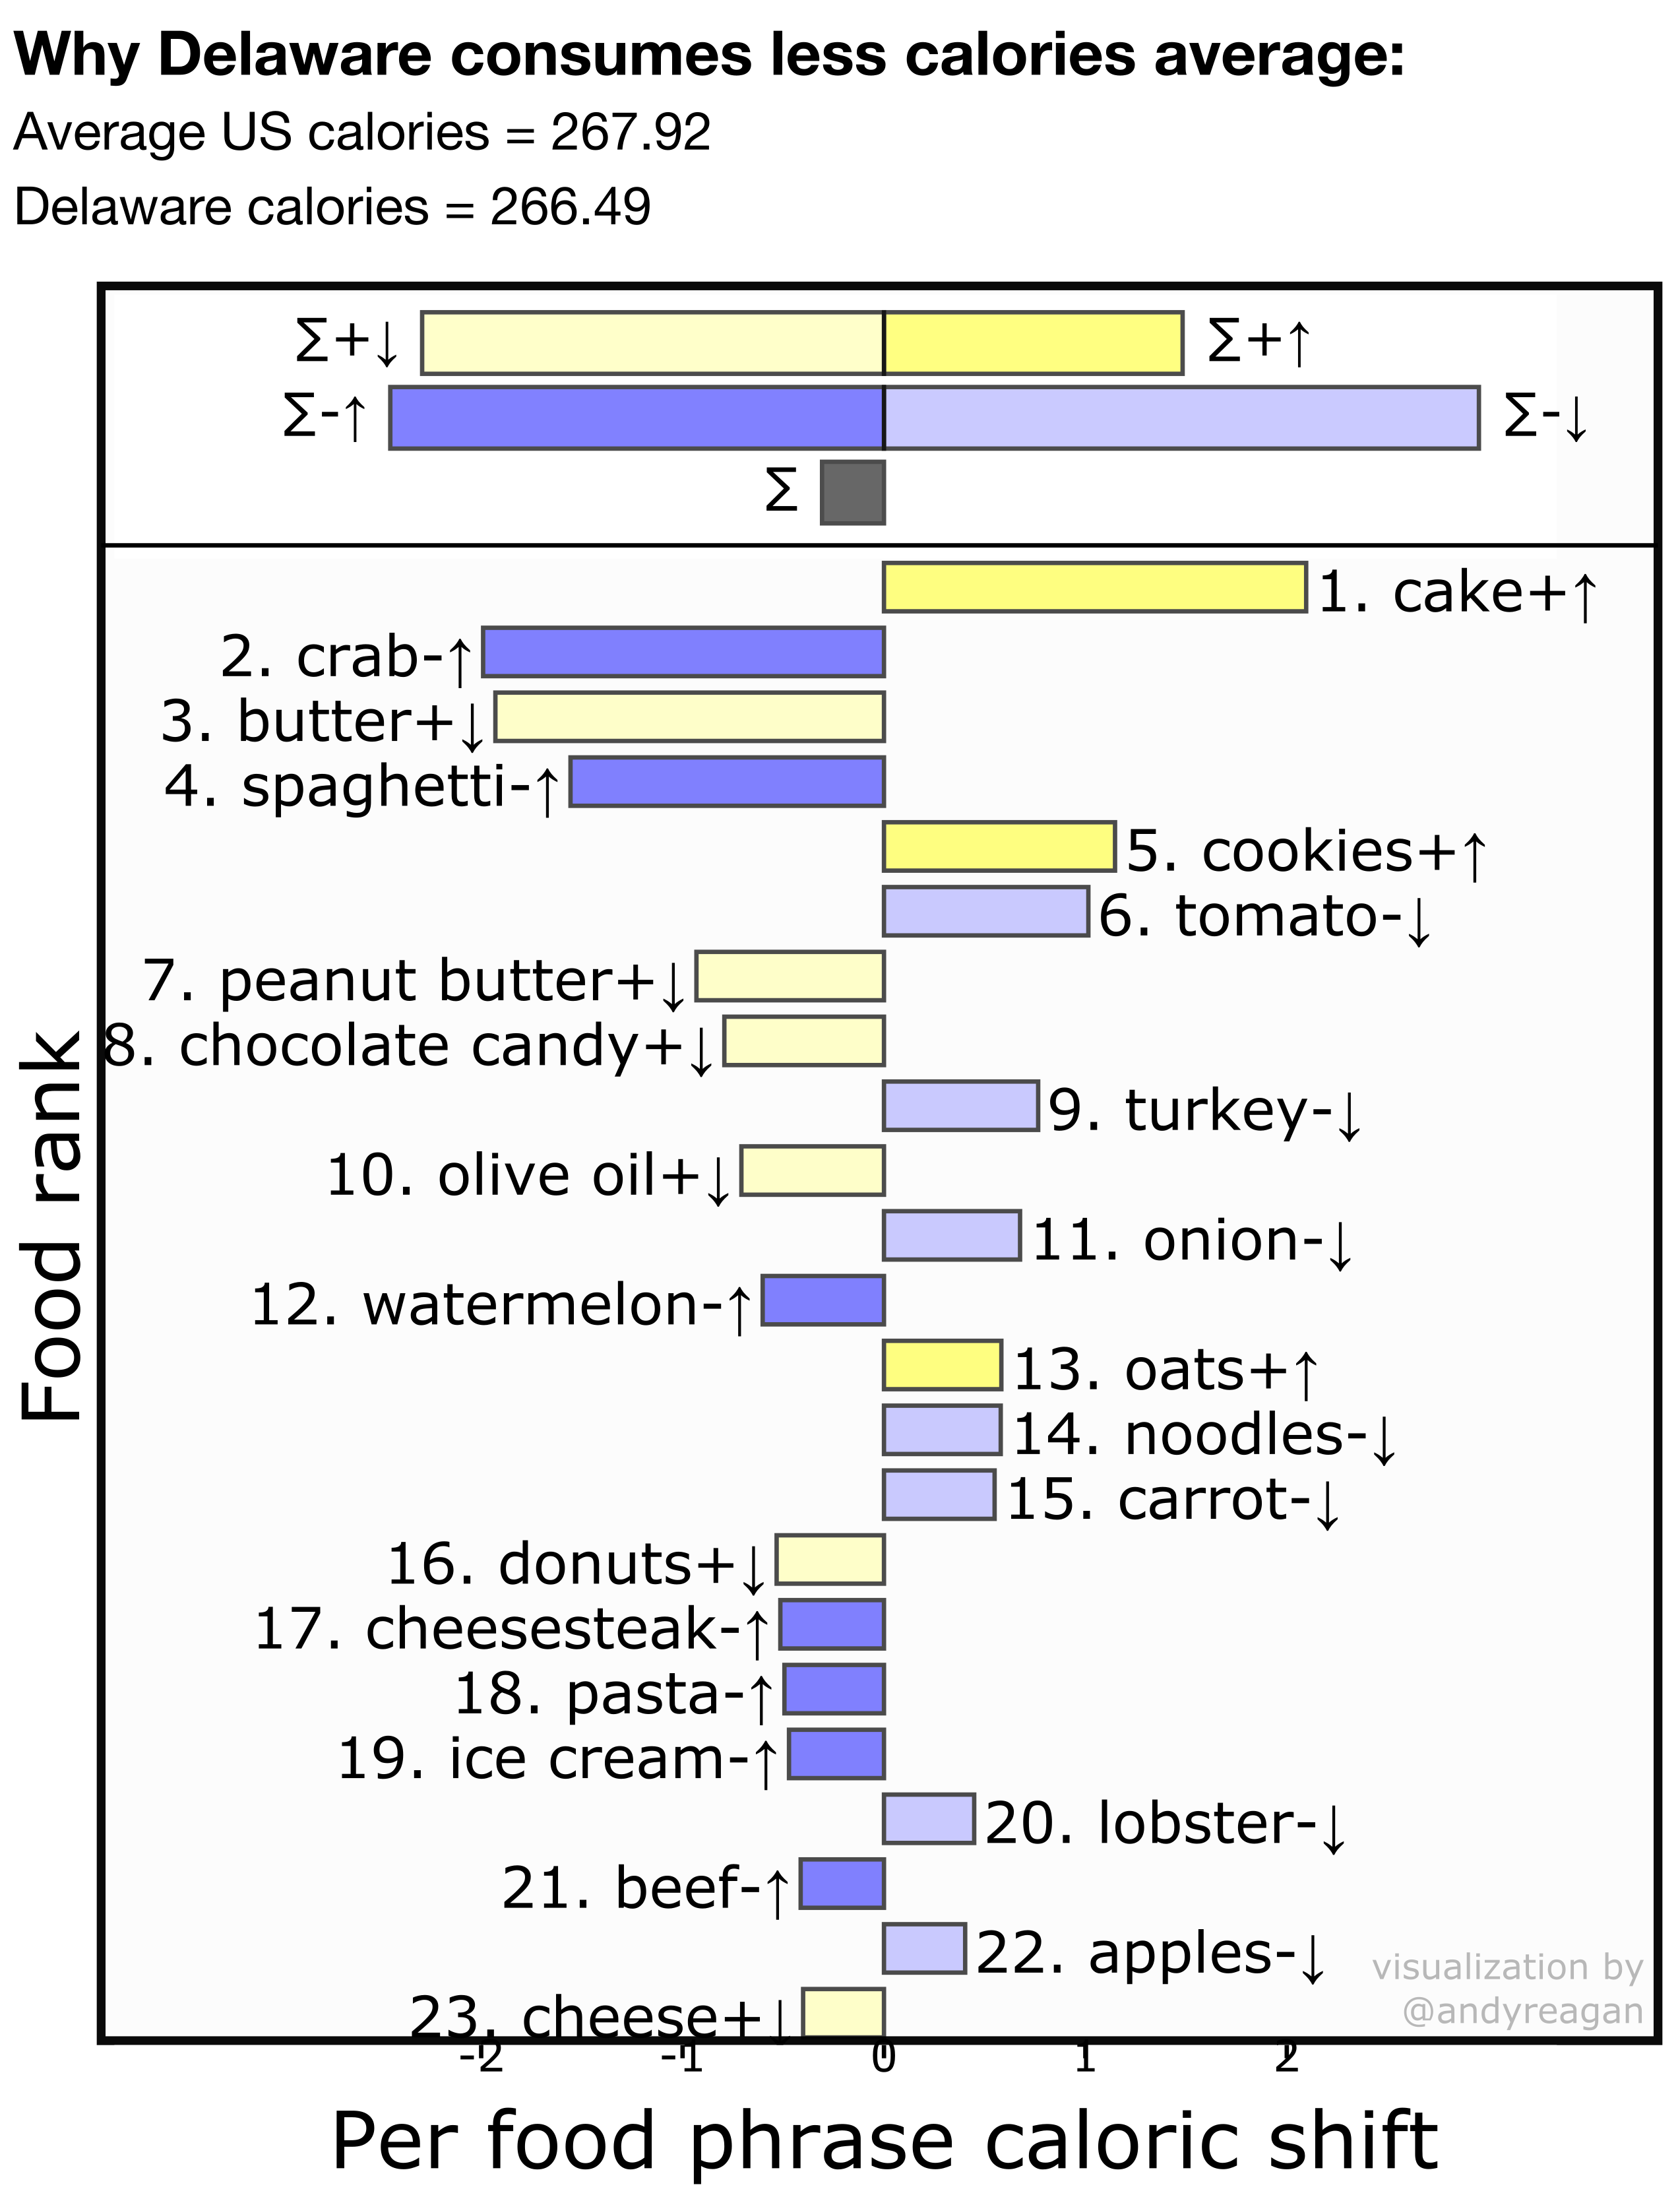 Why Delaware consumes less calories average:
Average US calories = 267.92
Delaware calories = 266.49
Σ+↓ Σ+↑
Σ-↑ Σ-↓
Σ
1. cake+↑
2. crab-↑
3. butter+↓
4. spaghetti-↑
5. cookies+↑
6. tomato-↓
7. peanut butter+↓
8. chocolate candy+↓
9. turkey-↓
10. olive oil+↓
11. onion-↓
12. watermelon-↑
13. oats+↑
14. noodles-↓
15. carrot-↓
16. donuts+↓
17. cheesesteak-↑
18. pasta-↑
19. ice cream-↑
20. lobster-↓
21. beef-↑
22. apples-↓
23. cheese+↓
visualization by
@andyreagan
Food rank
-2 -1 0 1 2
Per food phrase caloric shift